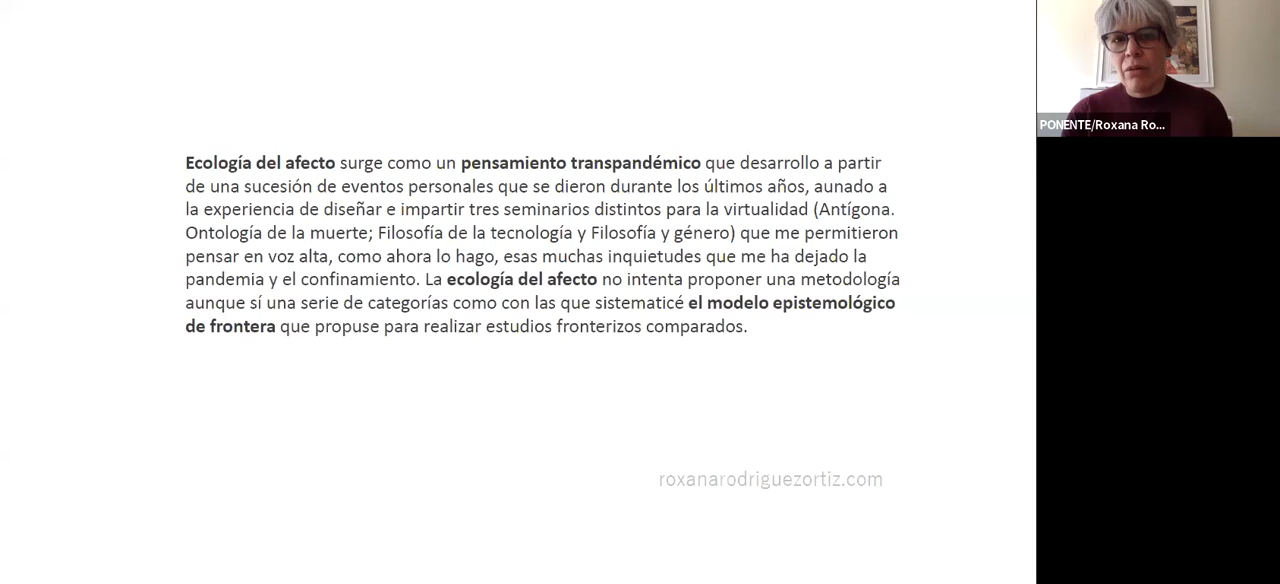 PONENTE/Roxana Ro...
Ecología del afecto surge como un pensamiento transpandémico que desarrollo a partir
de una sucesión de eventos personales que se dieron durante los últimos años, aunado a
la experiencia de diseñar e impartir tres seminarios distintos para la virtualidad (Antígona.
Ontología de la muerte; Filosofía de la tecnología y Filosofía y género) que me permitieron
pensar en voz alta, como ahora lo hago, esas muchas inquietudes que me ha dejado la
pandemia y el confinamiento. La ecología del afecto no intenta proponer una metodología
aunque sí una serie de categorías como con las que sistematicé el modelo epistemológico
de frontera que propuse para realizar estudios fronterizos comparados.
roxanarodriguezortiz.com